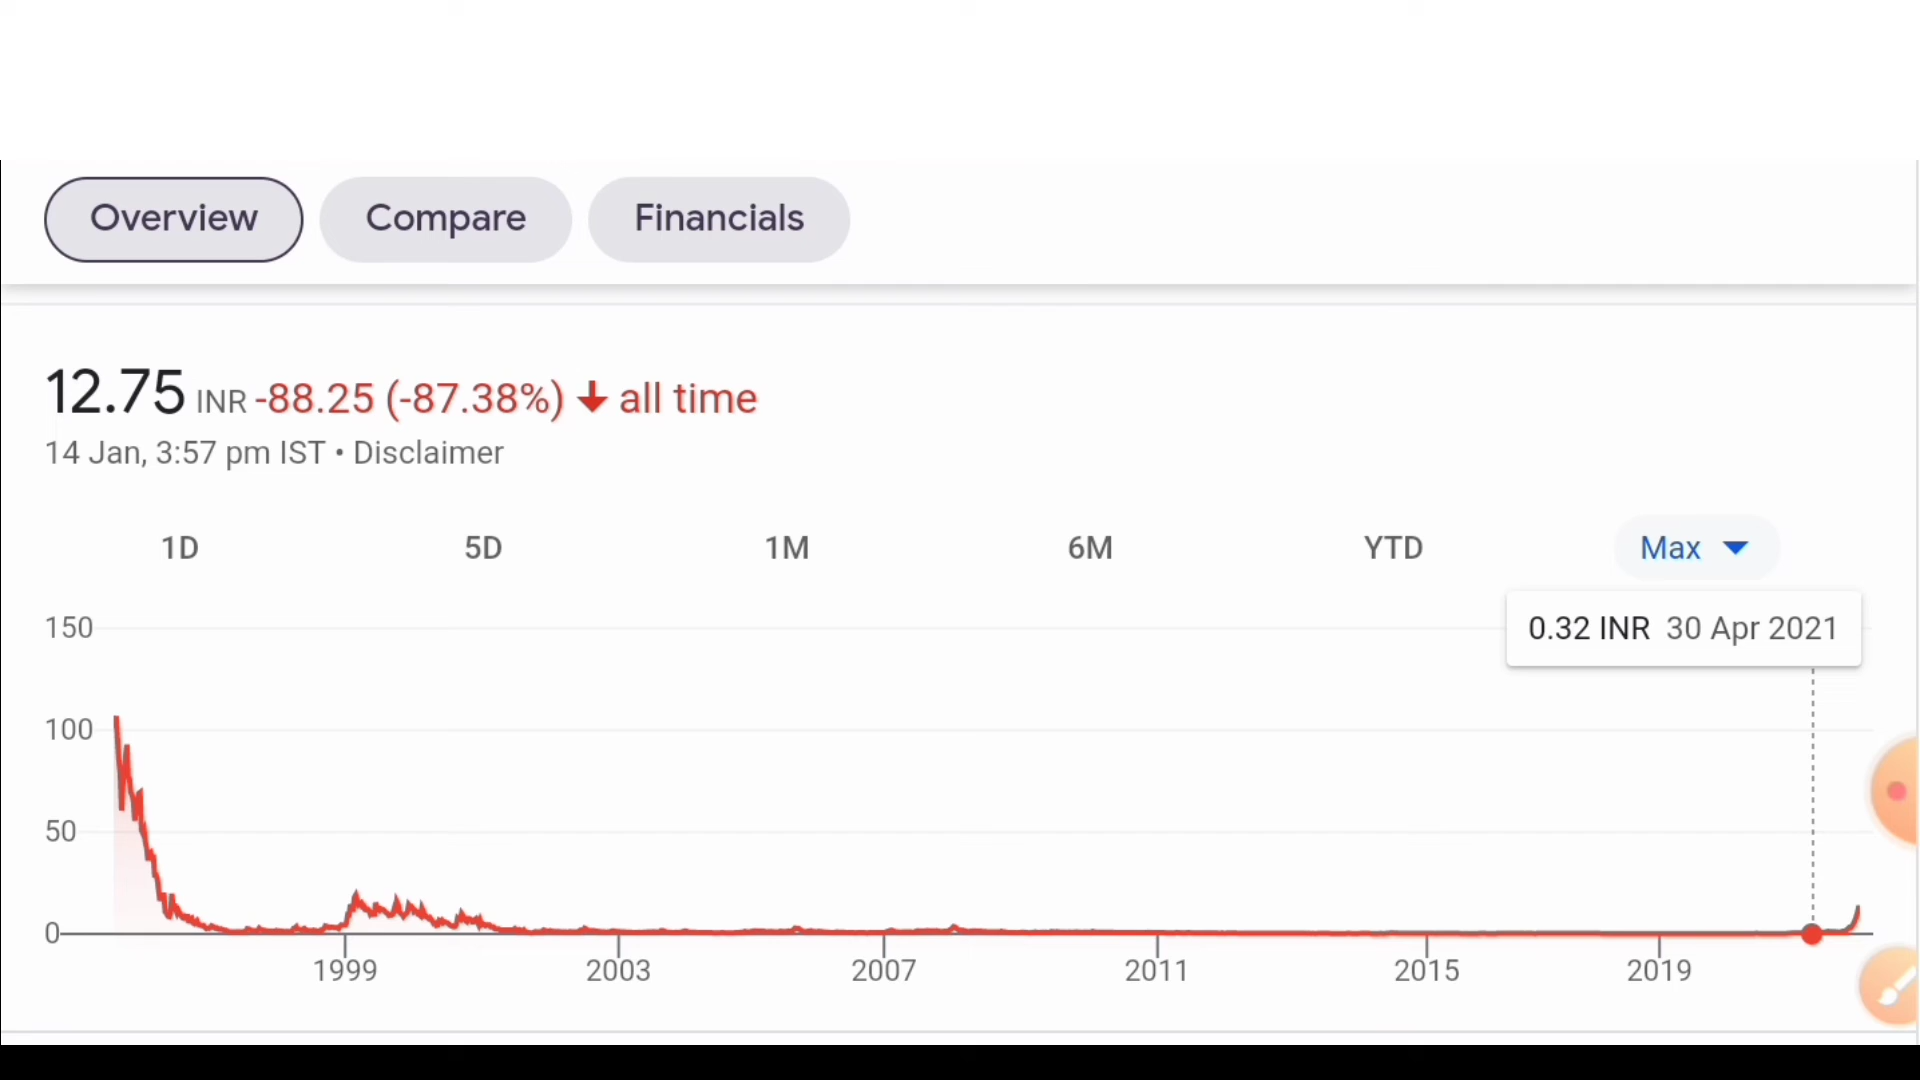 Overview Compare Financials
12.75 INR -88.25 (-87.38%) all time
14 Jan, 3:57 pm IST • Disclaimer
1D 5D 1M 6M YTD Max
0.32 INR 30 Apr 2021
150
100
50
0
1999 2003 2007 2011 2015 2019